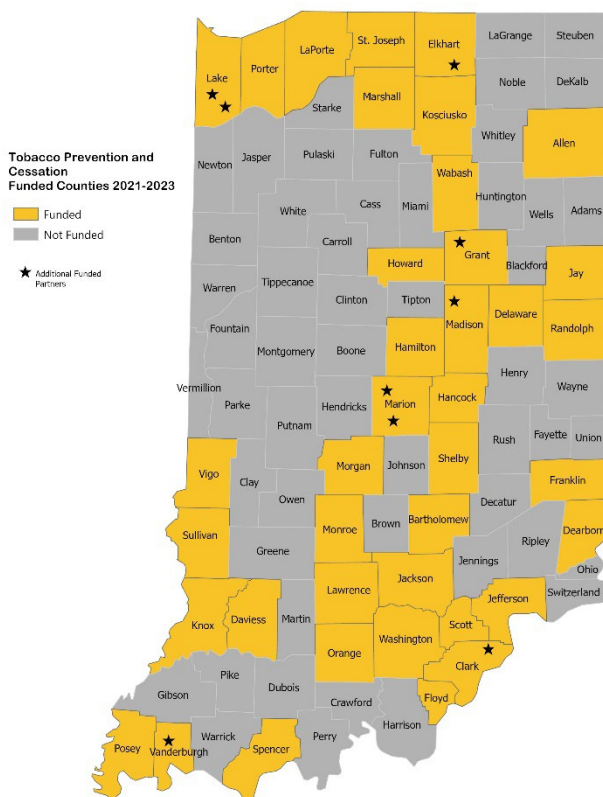 LaGrange Steuben
St. Joseph Elkhart
LaPorte
Porter
Lake
Noble DeKalb
Marshall
Starke
Kosciusko
Whitley Allen
Tobacco Prevention and
Cessation
Funded Counties 2021-2023
Funded
Not Funded
Additional Funded
Partners
Newton Jasper Pulaski Fulton
Wabash
Huntington
Wells Adams
Miami
Cass
White
Carroll
Benton
Howard Grant
Blackford Jay
Warren Tippecanoe
Clinton Tipton
Madison Delaware
Randolph
Fountain
Montgomery Boone Hamilton
Henry
Wayne
Vermillion
Parke
Putnam
Hendricks Marion Hancock
Rush Fayette Union
Vigo
Clay
Owen
Morgan Johnson Shelby
Franklin
Decatur
Dearborn
Sullivan
Greene
Monroe Brown Bartholomew
Ripley
Jennings
Ohio
Switzerland
Jackson
Lawrence
Jefferson
Knox Daviess Martin
Orange Washington Scott
Clark
Floyd
Gibson Pike Dubois
Crawford
Harrison
Posey Vanderburgh Warrick Spencer Perry